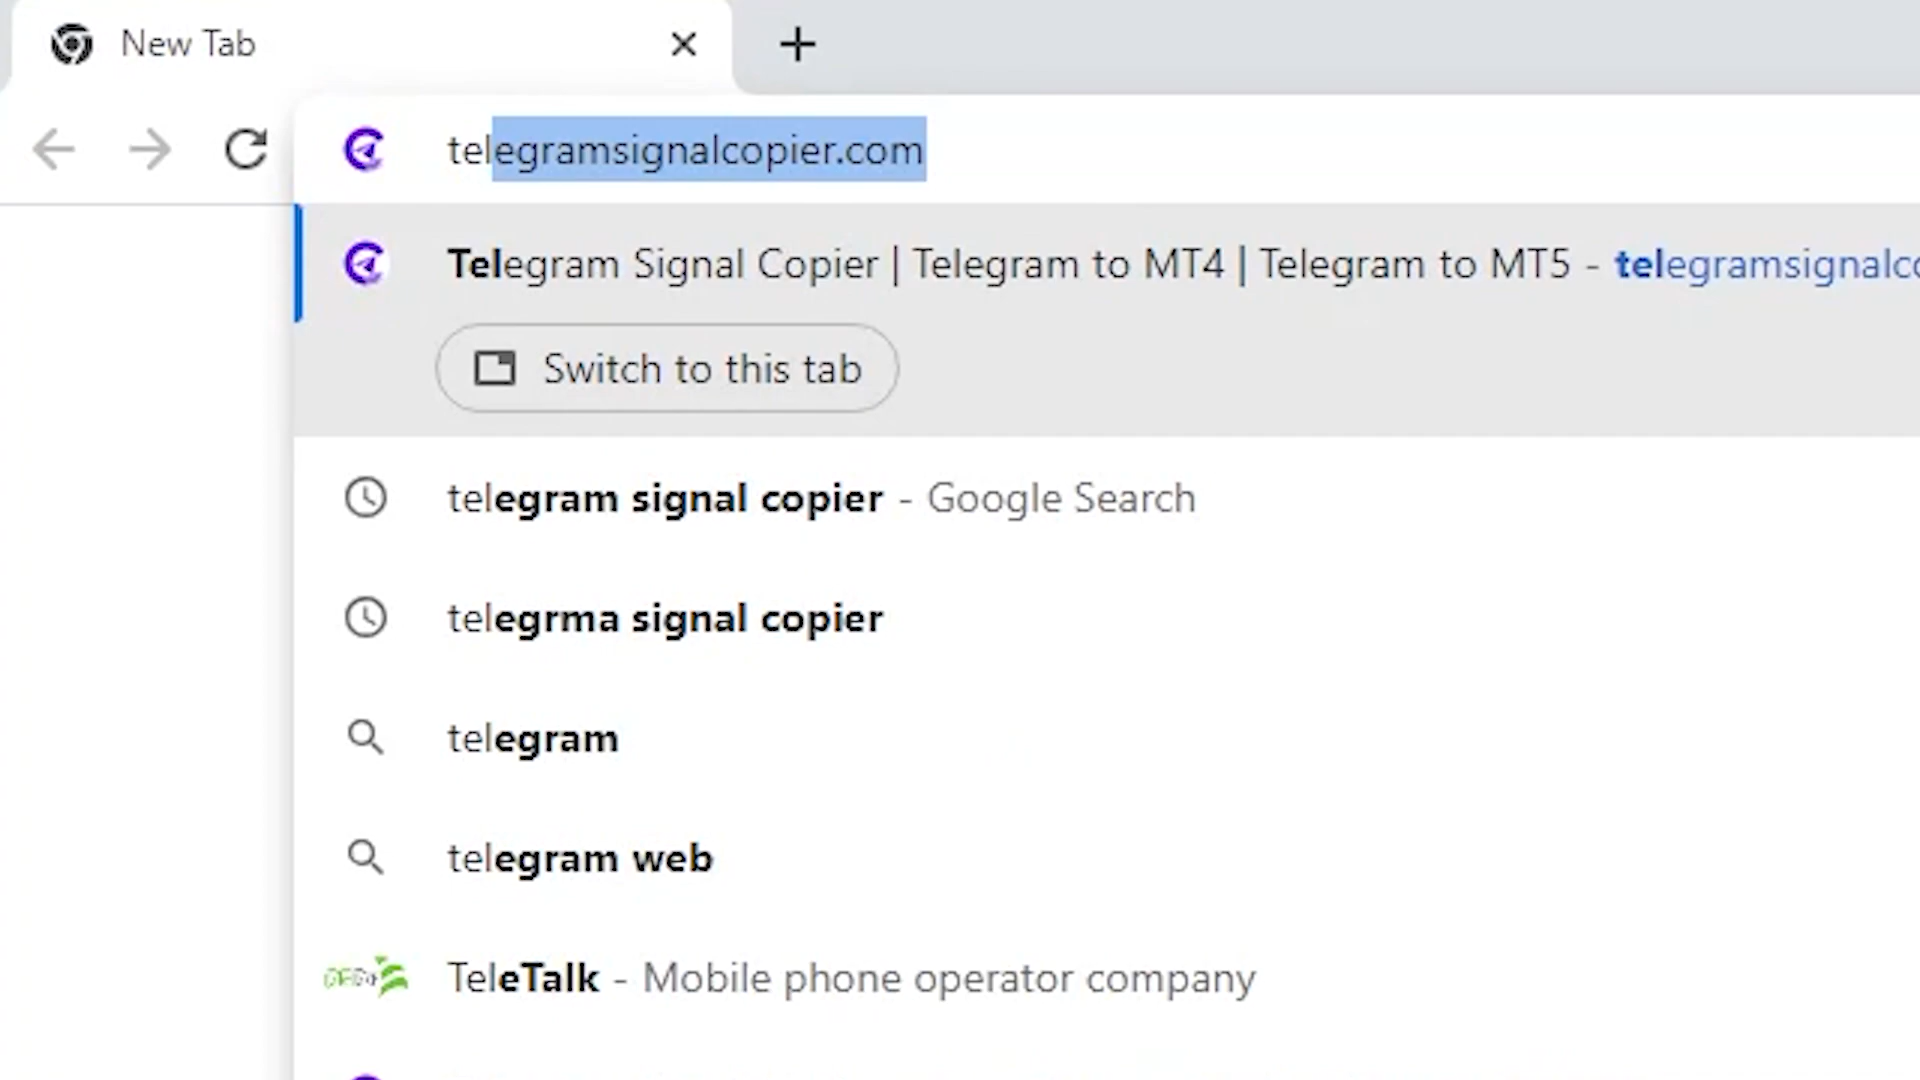 New Tab
telegramsignalcopier.com
Telegram Signal Copier | Telegram to MT4 | Telegram to MT5 - telegramsignalco
Switch to this tab
telegram signal copier - Google Search
telegrma signal copier
telegram
telegram web
TeleTalk - Mobile phone operator company